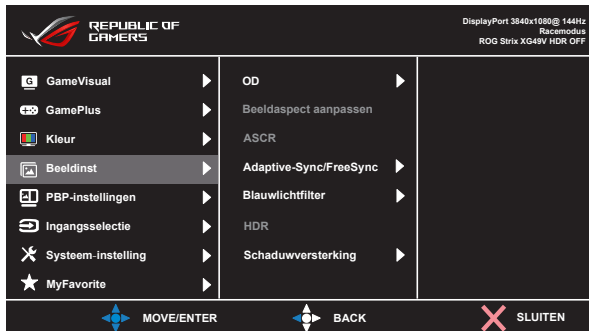 REPUBLIC OF
GAMERS
DisplayPort 3840x1080@ 144Hz
Racemodus
ROG Strix XG49V HDR OFF
G GameVisual
GamePlus
Kleur
Beeldinst
PBP-instellingen
Ingangsselectie
Systeem-instelling
MyFavorite
OD
Beeldaspect aanpassen
ASCR
Adaptive-Sync/FreeSync
Blauwlichtfilter
HDR
Schaduwversterking
MOVE/ENTER
BACK
SLUITEN